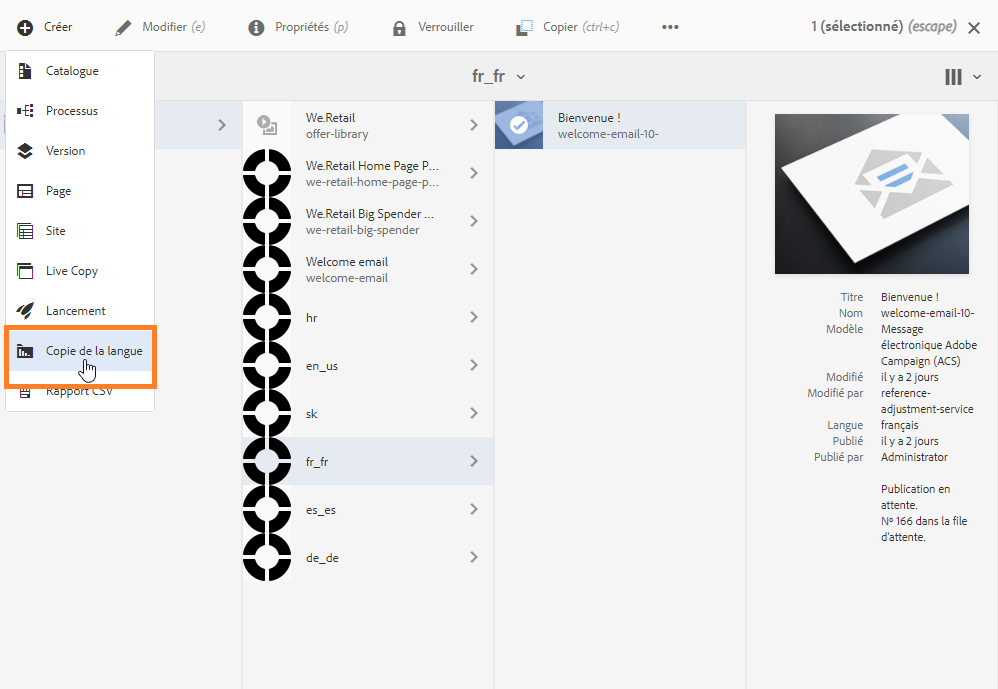 Créer
Modifier (e)
Propriétés (p)
Verrouiller
Copier (ctrl+c)
•••
1 (sélectionné) (escape)
fr_fr
Catalogue
Processus
Version
Page
Site
Live Copy
Lancement
Copie de la langue
Rapport CSV
We.Retail
offer-library
We.Retail Home Page P...
we-retail-home-page-p...
We.Retail Big Spender ...
we-retail-big-spender
Welcome email
welcome-email
hr
en_us
sk
fr_fr
es_es
de_de
Bienvenue !
welcome-email-10-
Titre Bienvenue !
Nom welcome-email-10-
Modèle Message
électronique Adobe
Campaign (ACS)
Modifié il y a 2 jours
Modifié par reference-
adjustment-service
Langue français
Publié il y a 2 jours
Publié par Administrator
Publication en
attente.
Nº 166 dans la file
d'attente.